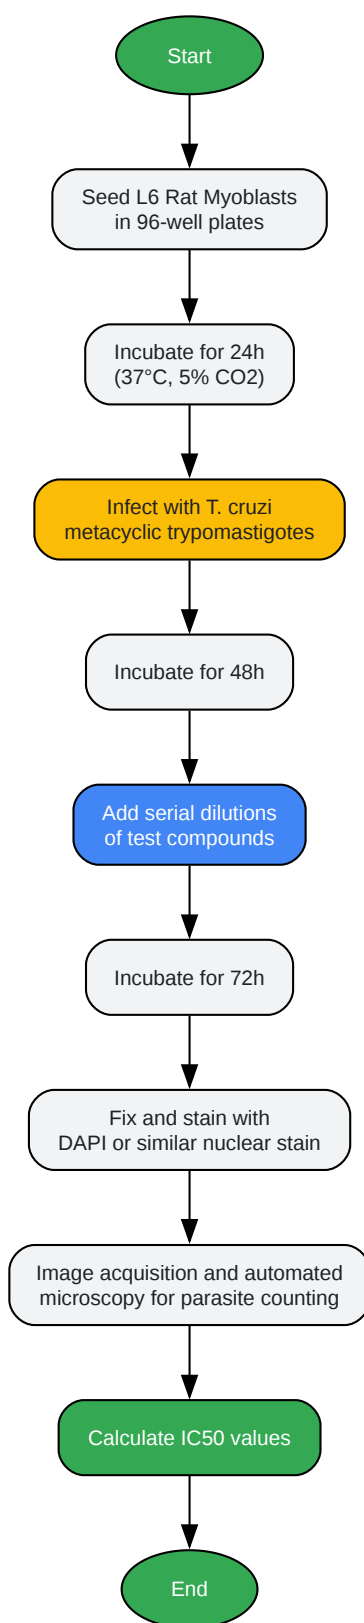 Start
Seed L6 Rat Myoblasts
in 96-well plates
Incubate for 24h
(37°C, 5% CO2)
Infect with T. cruzi
metacyclic trypomastigotes
Incubate for 48h
Add serial dilutions
of test compounds
Incubate for 72h
Fix and stain with
DAPI or similar nuclear stain
Image acquisition and automated
microscopy for parasite counting
Calculate IC50 values
End